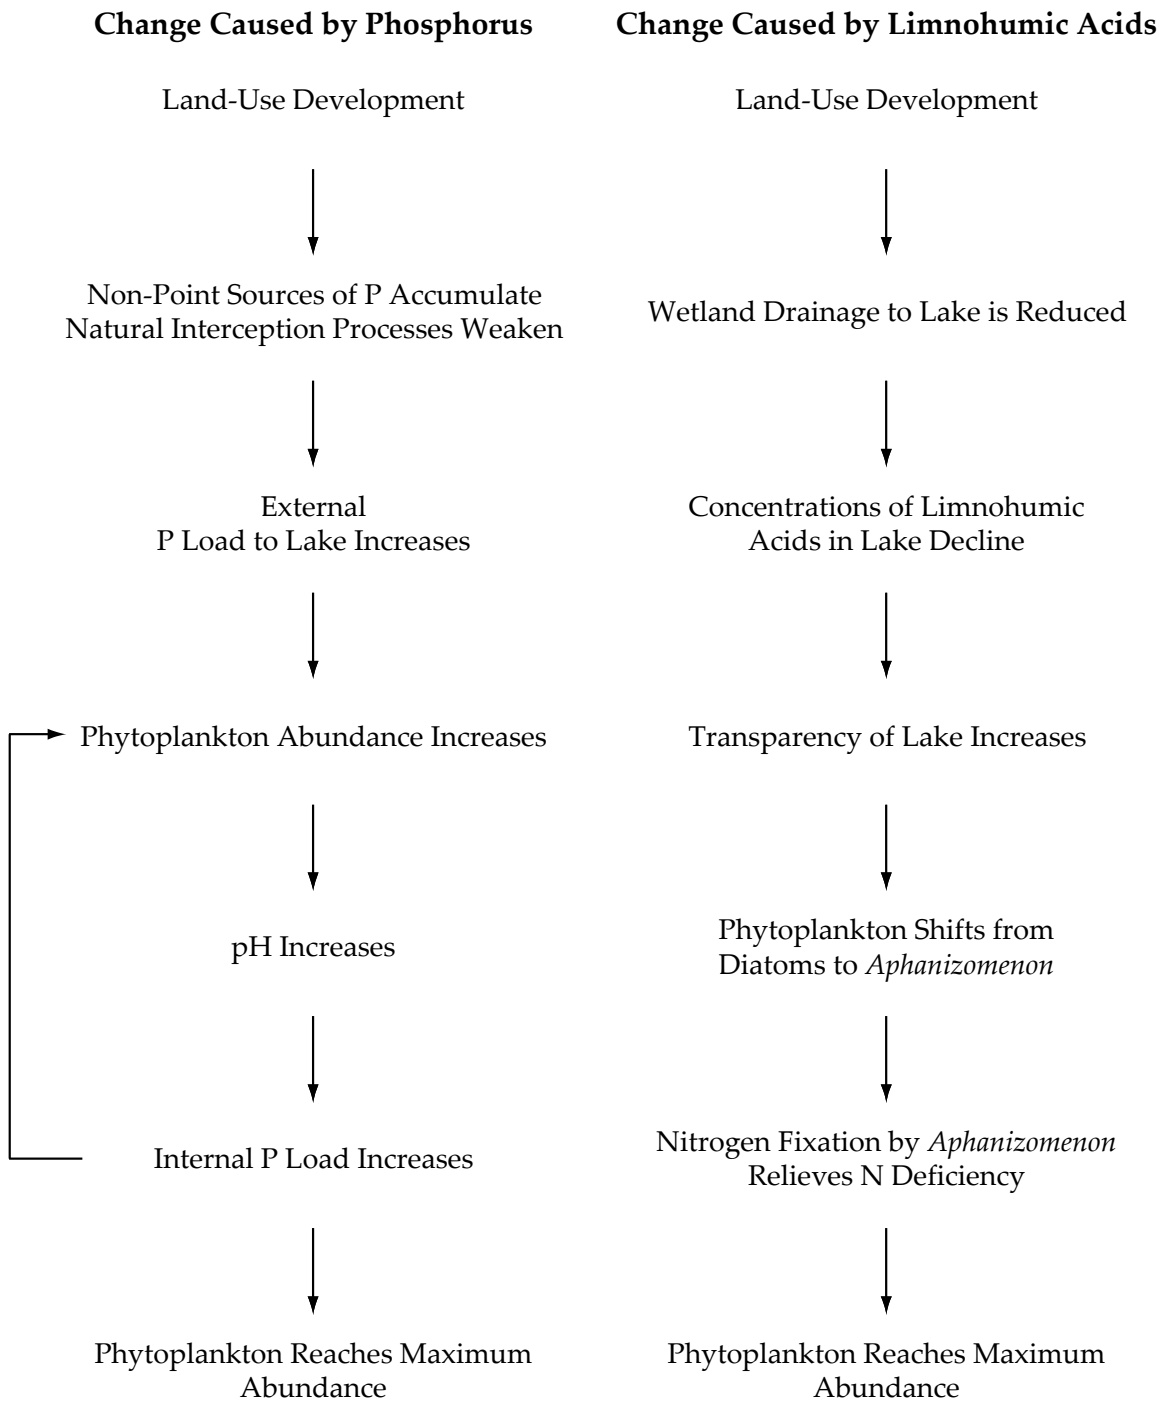 Change Caused by Phosphorus
Land-Use Development
Non-Point Sources of P Accumulate
Natural Interception Processes Weaken
External
P Load to Lake Increases
Phytoplankton Abundance Increases
pH Increases
Internal P Load Increases
Phytoplankton Reaches Maximum
Abundance
Change Caused by Limnohumic Acids
Land-Use Development
Wetland Drainage to Lake is Reduced
Concentrations of Limnohumic
Acids in Lake Decline
Transparency of Lake Increases
Phytoplankton Shifts from
Diatoms to Aphanizomenon
Nitrogen Fixation by Aphanizomenon
Relieves N Deficiency
Phytoplankton Reaches Maximum
Abundance